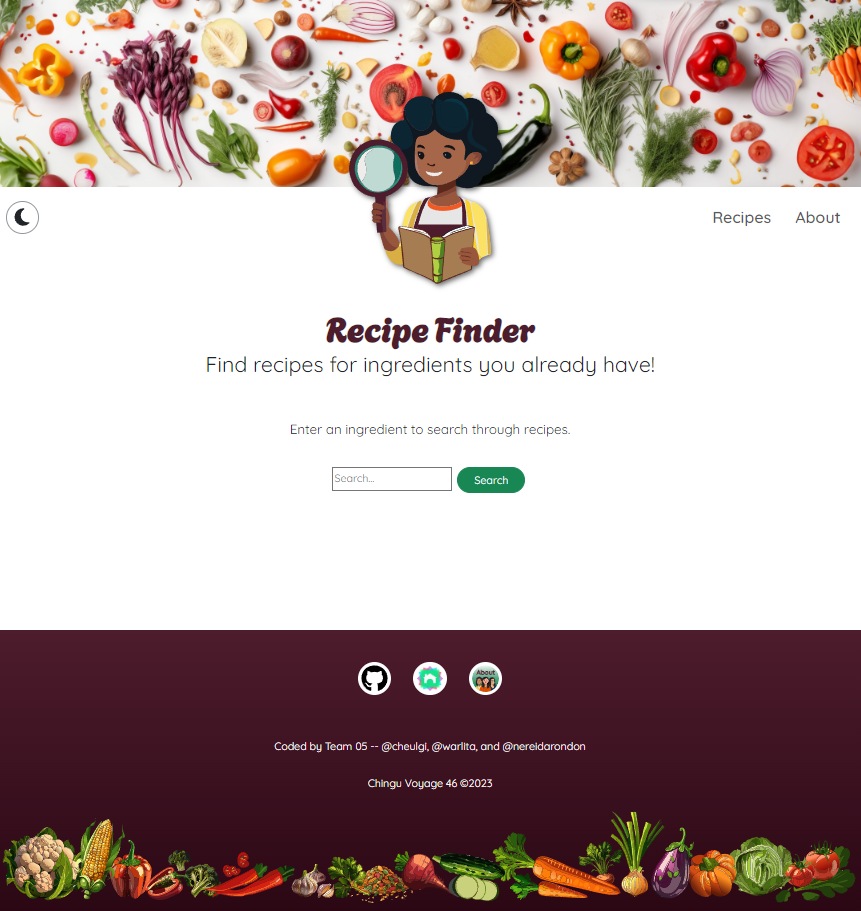 Recipes About
Recipe Finder
Find recipes for ingredients you already have!
Enter an ingredient to search through recipes.
Search... Search
About
Coded by Team 05 -- @cheulgi, @warlita, and @nereidarondon
Chingu Voyage 46 ©2023